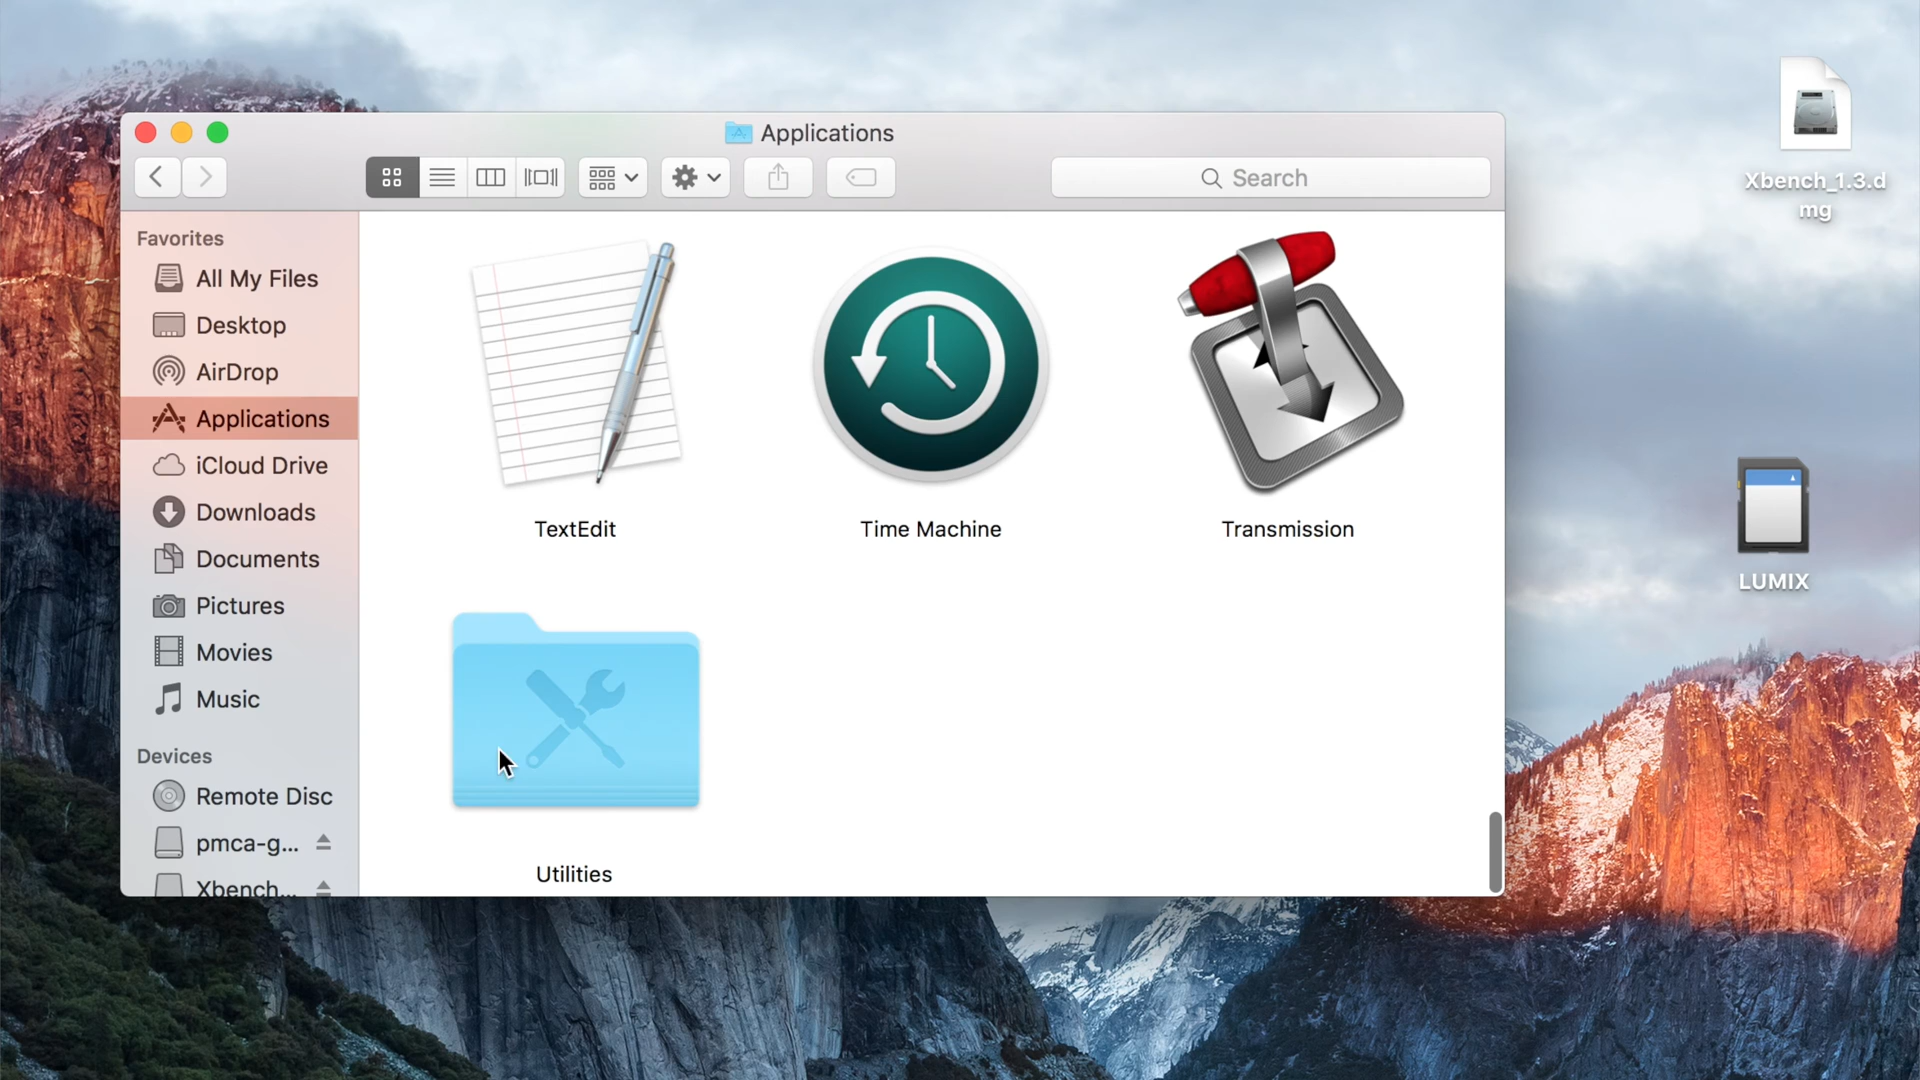 Applications
Search
Favorites
All My Files
Desktop
AirDrop
Applications
iCloud Drive
Downloads
Documents
Pictures
Movies
Music
Devices
Remote Disc
pmca-g...
Xbench...
TextEdit
Time Machine
Transmission
Utilities
Xbench_1.3.d
mg
LUMIX